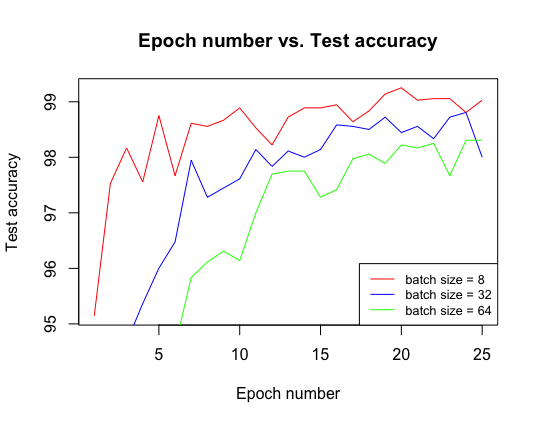 Epoch number vs. Test accuracy
Test accuracy
99
98
97
96
95
batch size = 8
batch size = 32
batch size = 64
5 10 15 20 25
Epoch number